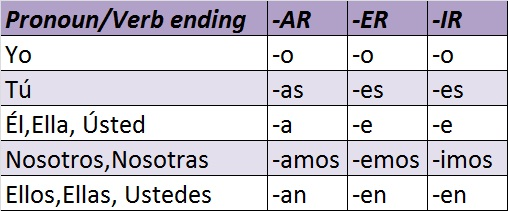 Pronoun/Verb ending -AR -ER -IR
Yo -o -o -o
Tú -as -es -es
Él,Ella, Ústed -a -e -e
Nosotros,Nosotras -amos -emos -imos
Ellos,Ellas, Ustedes -an -en -en